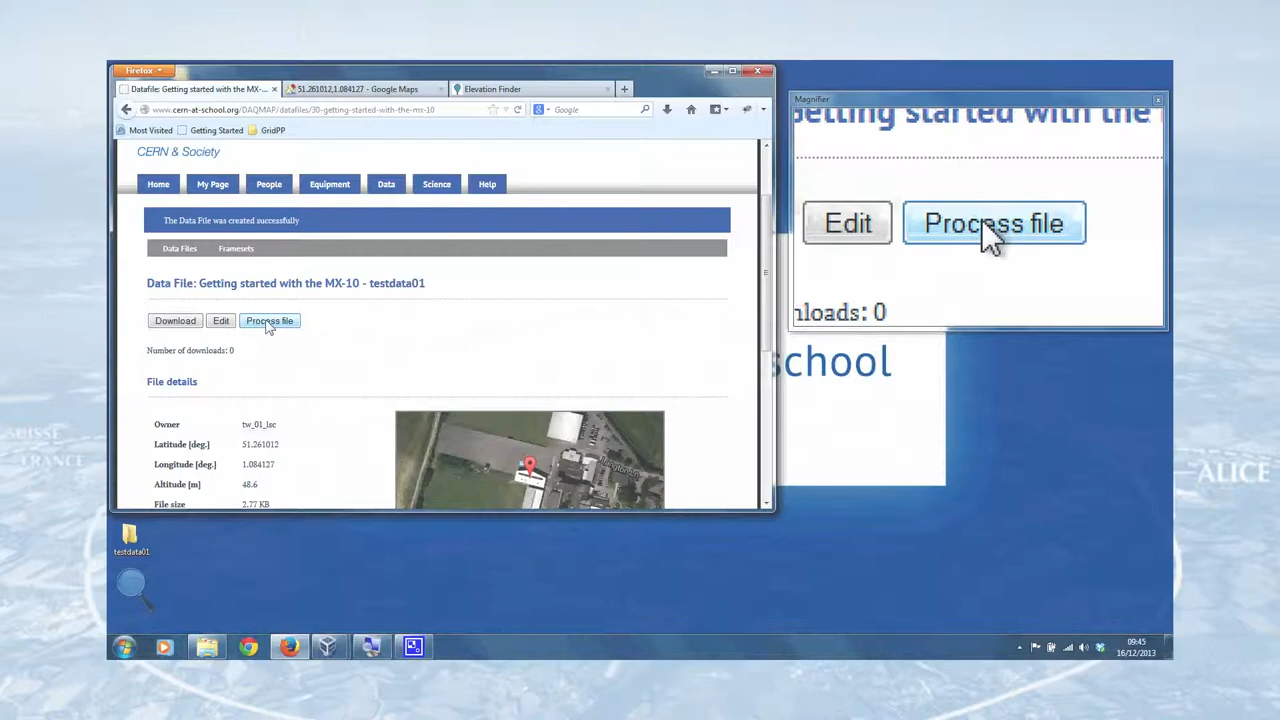 Firefox
Datafile: Getting started with the MX-...
51.261012,1.084127 - Google Maps
Elevation Finder
www.cern-at-school.org/DAQMAP/datafiles/30-getting-started-with-the-mx-10
Google
Most Visited
Getting Started
GridPP
CERN & Society
Home
My Page
People
Equipment
Data
Science
Help
The Data File was created successfully
Data Files
Framesets
Data File: Getting started with the MX-10 - testdata01
Download
Edit
Process file
Number of downloads: 0
File details
Owner tw_01_lsc
Latitude [deg.] 51.261012
Longitude [deg.] 1.084127
Altitude [m] 48.6
File size 2.77 KB
Magnifier
Getting started with the
Edit
Process file
nloads: 0
school
testdata01
SUISSE
FRANCE
ALICE
09:45
16/12/2013